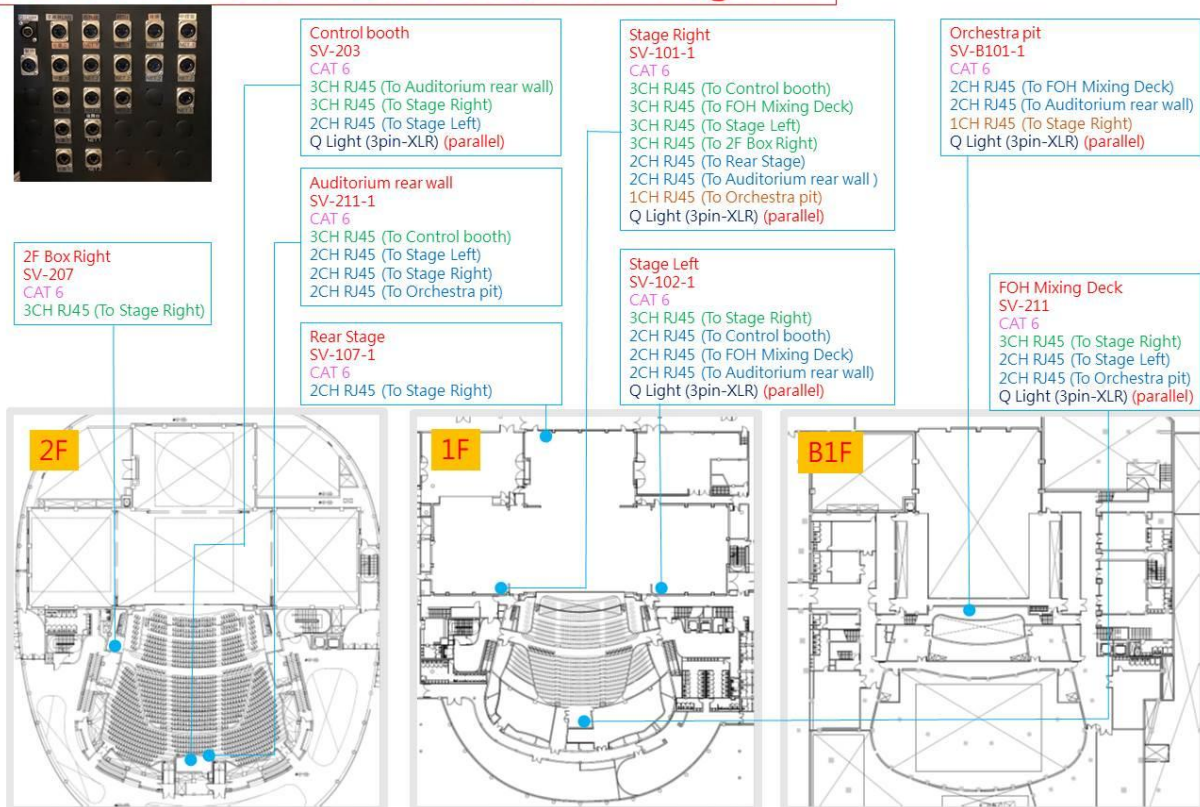 Control booth
SV-203
CAT 6
3CH RJ45 (To Auditorium rear wall)
3CH RJ45 (To Stage Right)
2CH RJ45 (To Stage Left)
Q Light (3pin-XLR) (parallel)
Auditorium rear wall
SV-211-1
CAT 6
3CH RJ45 (To Control booth)
2CH RJ45 (To Stage Left)
2CH RJ45 (To Stage Right)
2CH RJ45 (To Orchestra pit)
2F Box Right
SV-207
CAT 6
3CH RJ45 (To Stage Right)
Rear Stage
SV-107-1
CAT 6
2CH RJ45 (To Stage Right)
Stage Right
SV-101-1
CAT 6
3CH RJ45 (To Control booth)
3CH RJ45 (To FOH Mixing Deck)
3CH RJ45 (To Stage Left)
3CH RJ45 (To 2F Box Right)
2CH RJ45 (To Rear Stage)
2CH RJ45 (To Auditorium rear wall )
1CH RJ45 (To Orchestra pit)
Q Light (3pin-XLR) (parallel)
Stage Left
SV-102-1
CAT 6
3CH RJ45 (To Stage Right)
2CH RJ45 (To Control booth)
2CH RJ45 (To FOH Mixing Deck)
2CH RJ45 (To Auditorium rear wall)
Q Light (3pin-XLR) (parallel)
Orchestra pit
SV-B101-1
CAT 6
2CH RJ45 (To FOH Mixing Deck)
2CH RJ45 (To Auditorium rear wall)
1CH RJ45 (To Stage Right)
Q Light (3pin-XLR) (parallel)
FOH Mixing Deck
SV-211
CAT 6
3CH RJ45 (To Stage Right)
2CH RJ45 (To Stage Left)
2CH RJ45 (To Orchestra pit)
Q Light (3pin-XLR) (parallel)
2F
1F
B1F